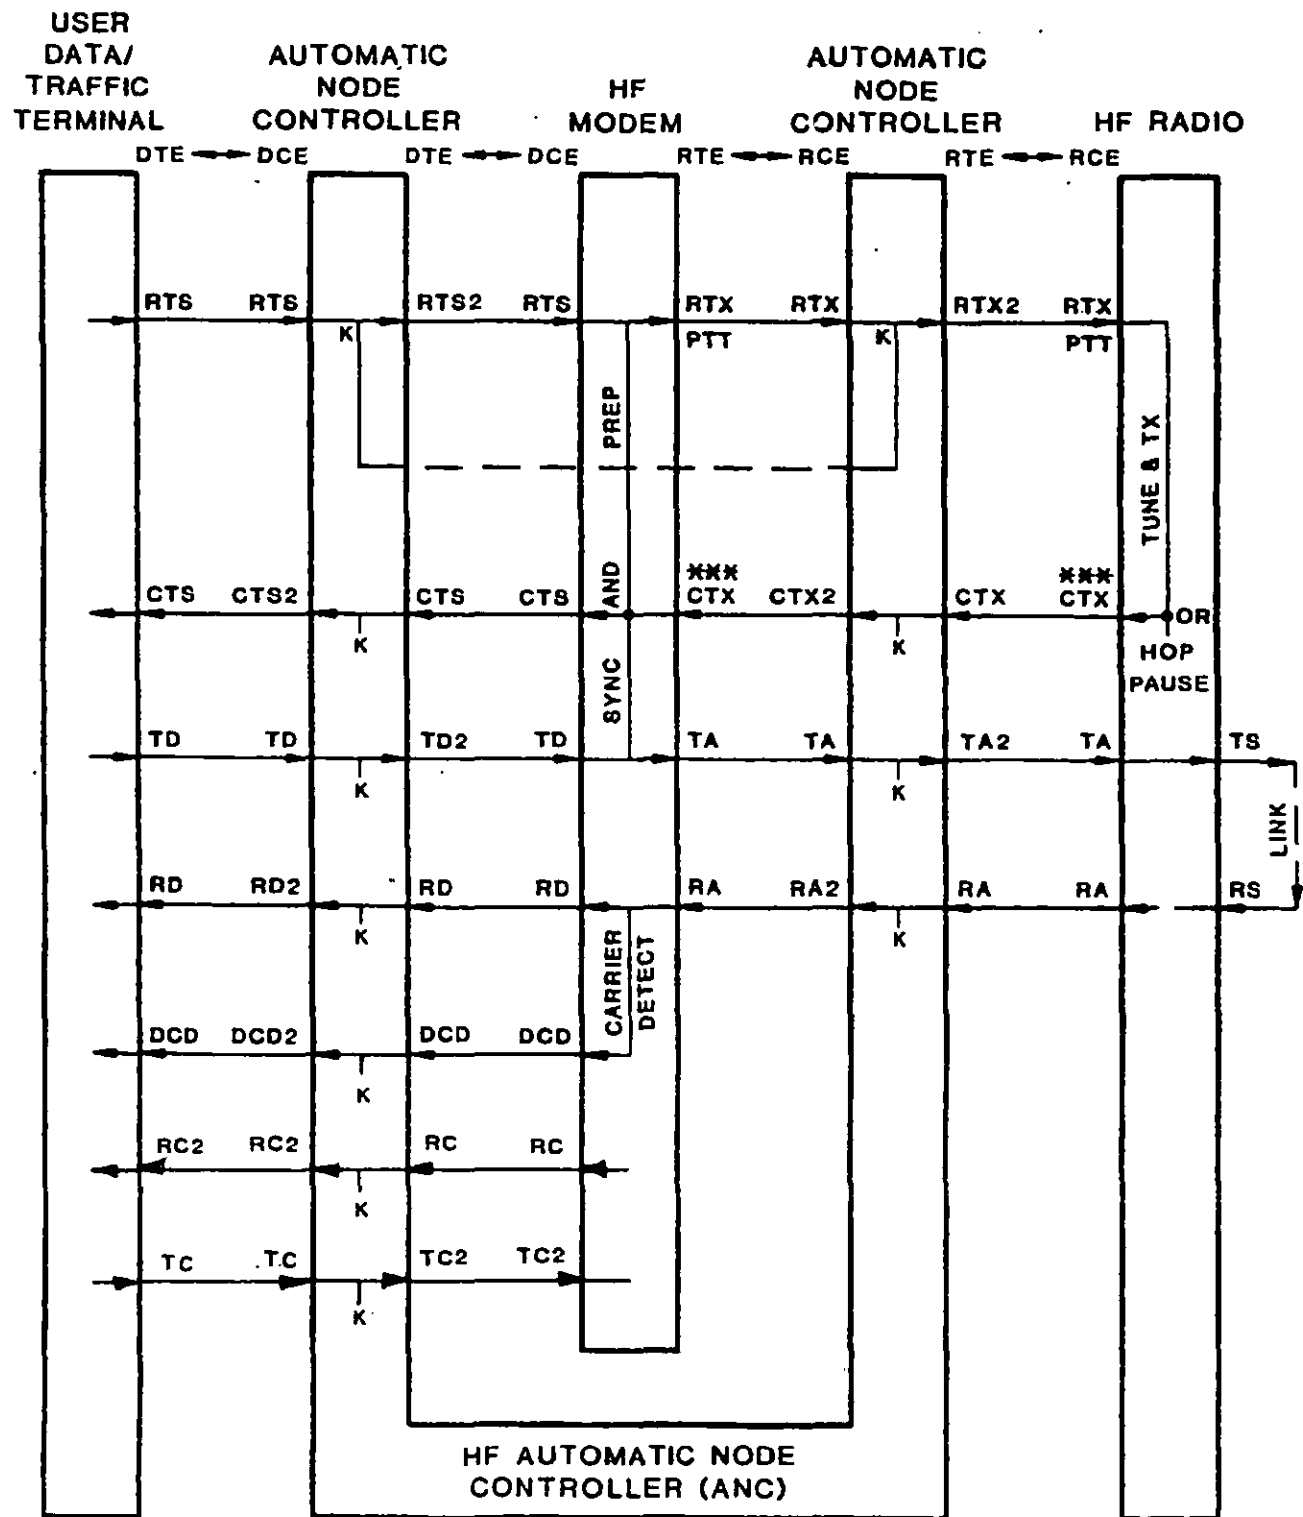 USER
DATA/
TRAFFIC
TERMINAL
AUTOMATIC
NODE
CONTROLLER
HF
MODEM
AUTOMATIC
NODE
CONTROLLER
HF RADIO
DTE DCE DTE DCE RTE RCE RTE RCE
RTS RTS RTS2 RTS RTX RTX RTX2 RTX
K PTT K PTT
PREP
TUNE & TX
*** ***
CTS CTS2 CTS CTS AND CTX CTX2 CTX CTX OR
K K HOP
PAUSE
SYNC
TD TD TD2 TD TA TA TA2 TA TS
K K
LINK
RD RD2 RD RD RA RA2 RA RA RS
K K
CARRIER
DETECT
DCD DCD2 DCD DCD
K
RC2 RC2 RC RC
K
TC TC TC2 TC2
K
HF AUTOMATIC NODE
CONTROLLER (ANC)